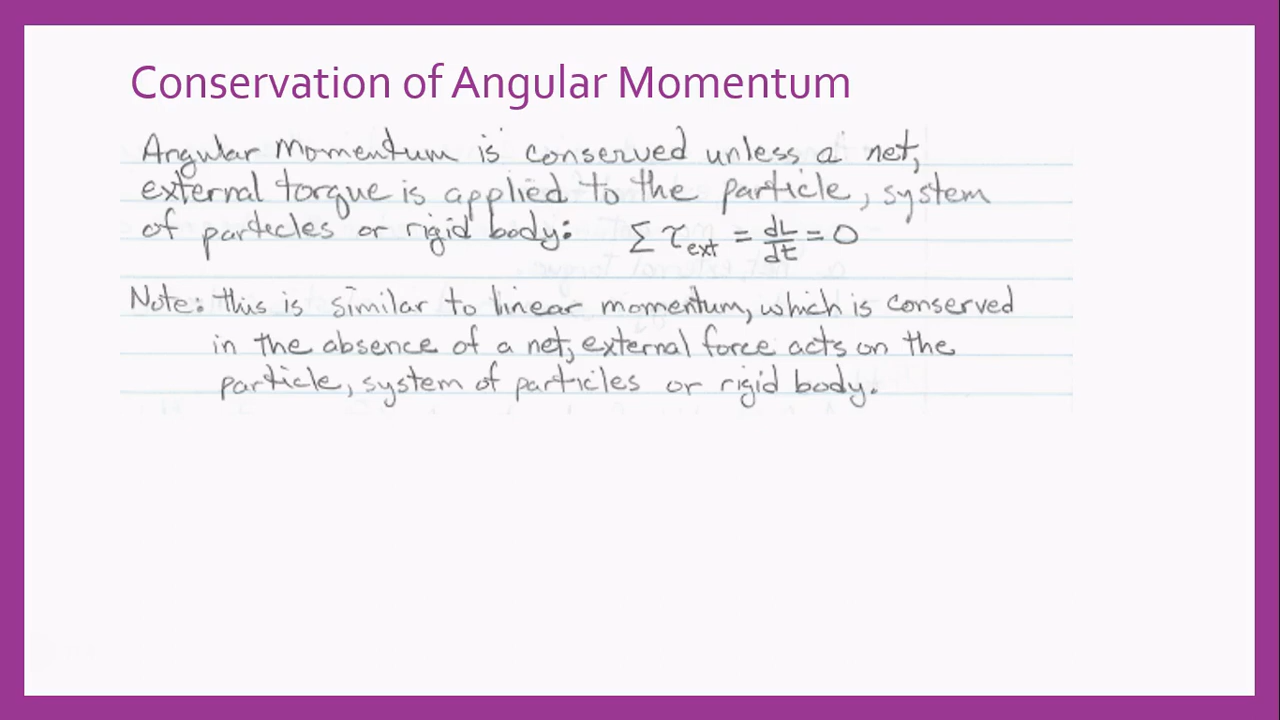 Conservation of Angular Momentum
Angular Momentum is conserved unless a net,
external torque is applied to the particle, system
of particles or rigid body: Σ τ_ext = dL/dt = 0
Note: this is similar to linear momentum, which is conserved
in the absence of a net, external force acts on the
particle, system of particles or rigid body.